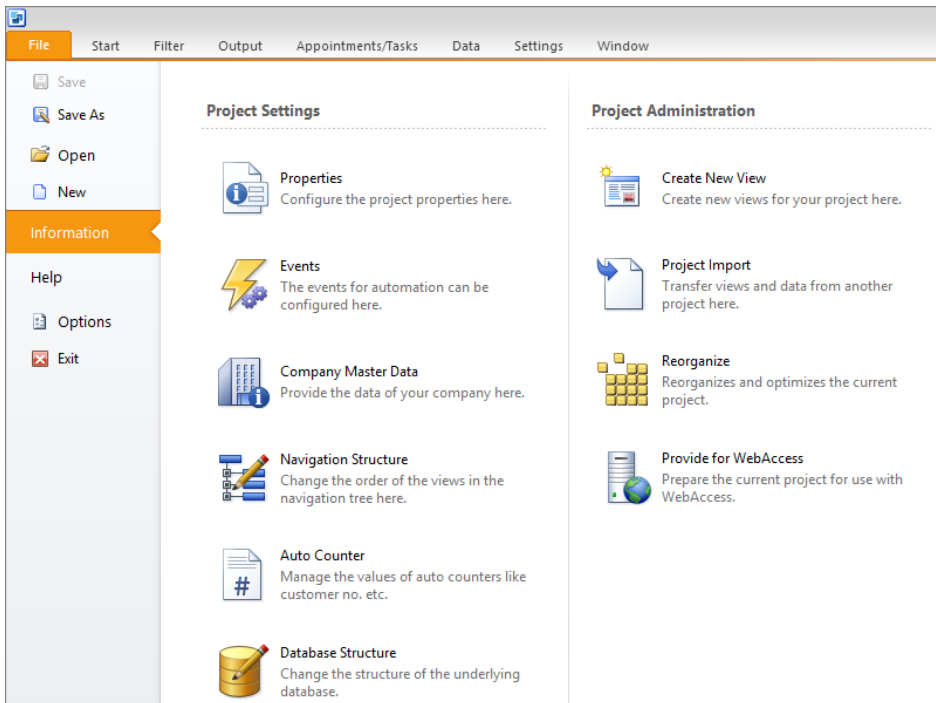 File Start Filter Output Appointments/Tasks Data Settings Window
Save
Save As
Open
New
Information
Help
Options
Exit
Project Settings
Properties
Configure the project properties here.
Events
The events for automation can be
configured here.
Company Master Data
Provide the data of your company here.
Navigation Structure
Change the order of the views in the
navigation tree here.
#
Auto Counter
Manage the values of auto counters like
customer no. etc.
Database Structure
Change the structure of the underlying
database.
Project Administration
Create New View
Create new views for your project here.
Project Import
Transfer views and data from another
project here.
Reorganize
Reorganizes and optimizes the current
project.
Provide for WebAccess
Prepare the current project for use with
WebAccess.